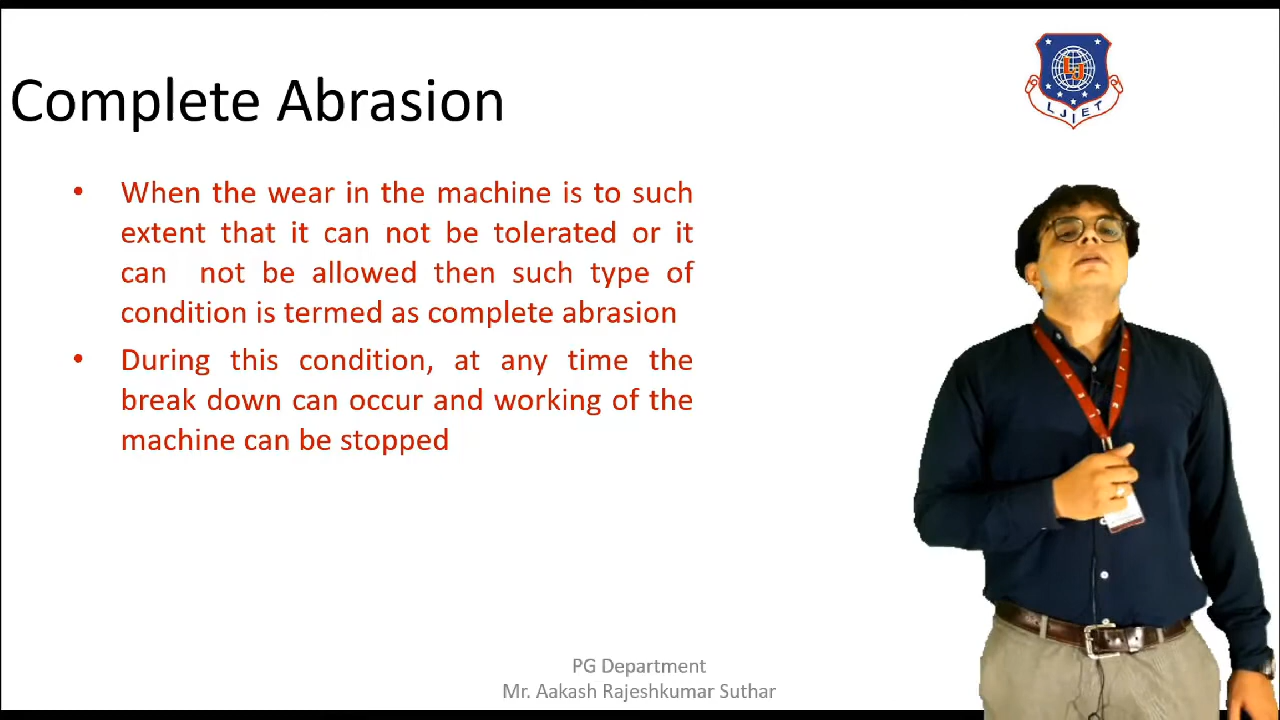 LJ
LJIET
Complete Abrasion
• When the wear in the machine is to such
extent that it can not be tolerated or it
can not be allowed then such type of
condition is termed as complete abrasion
• During this condition, at any time the
break down can occur and working of the
machine can be stopped
PG Department
Mr. Aakash Rajeshkumar Suthar